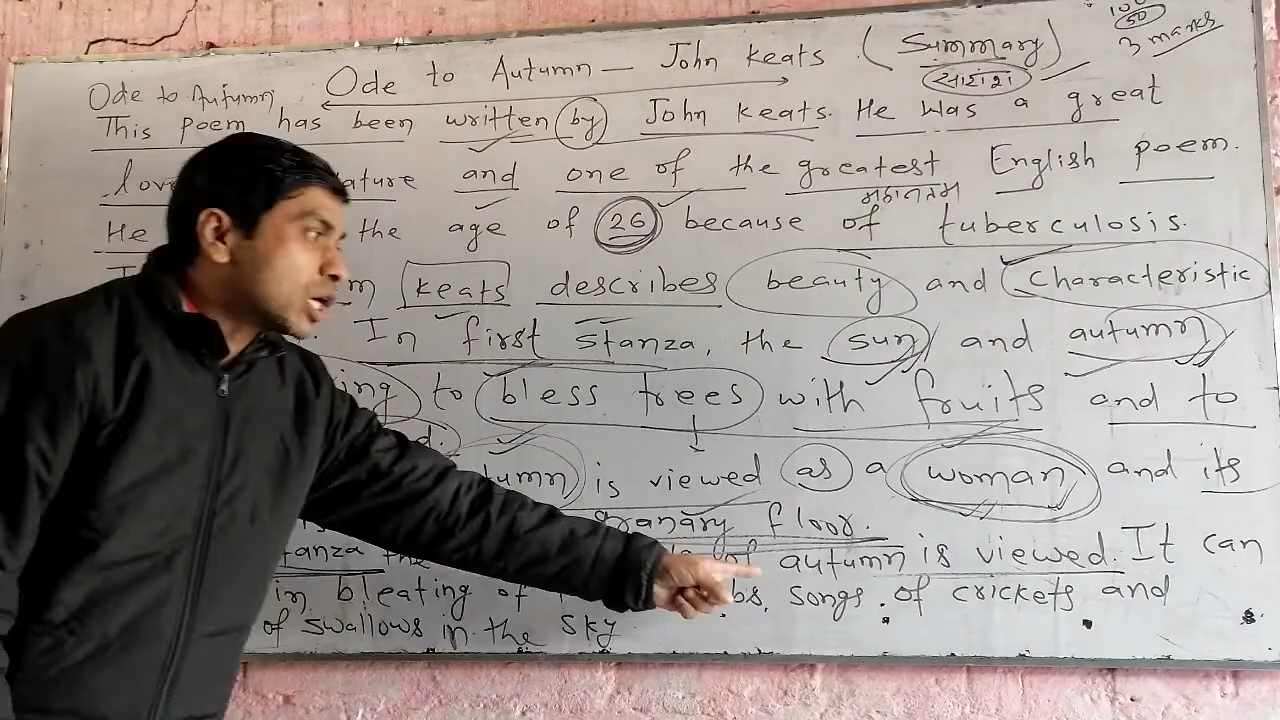 Ode to Autumn — John Keats (Summary)
सारांश
100
50
3 marks
Ode to Autumn
This poem has been written by John Keats. He was a great
and one of the greatest English poem.
महानतम
He the age of 26 because of tuberculosis.
Keats describes beauty and characteristic
In first stanza, the sun and autumn
to bless trees with fruits and to
is viewed as a woman and its
granary floor.
of autumn is viewed. It can
in bleating of songs of crickets and
of swallows in the sky